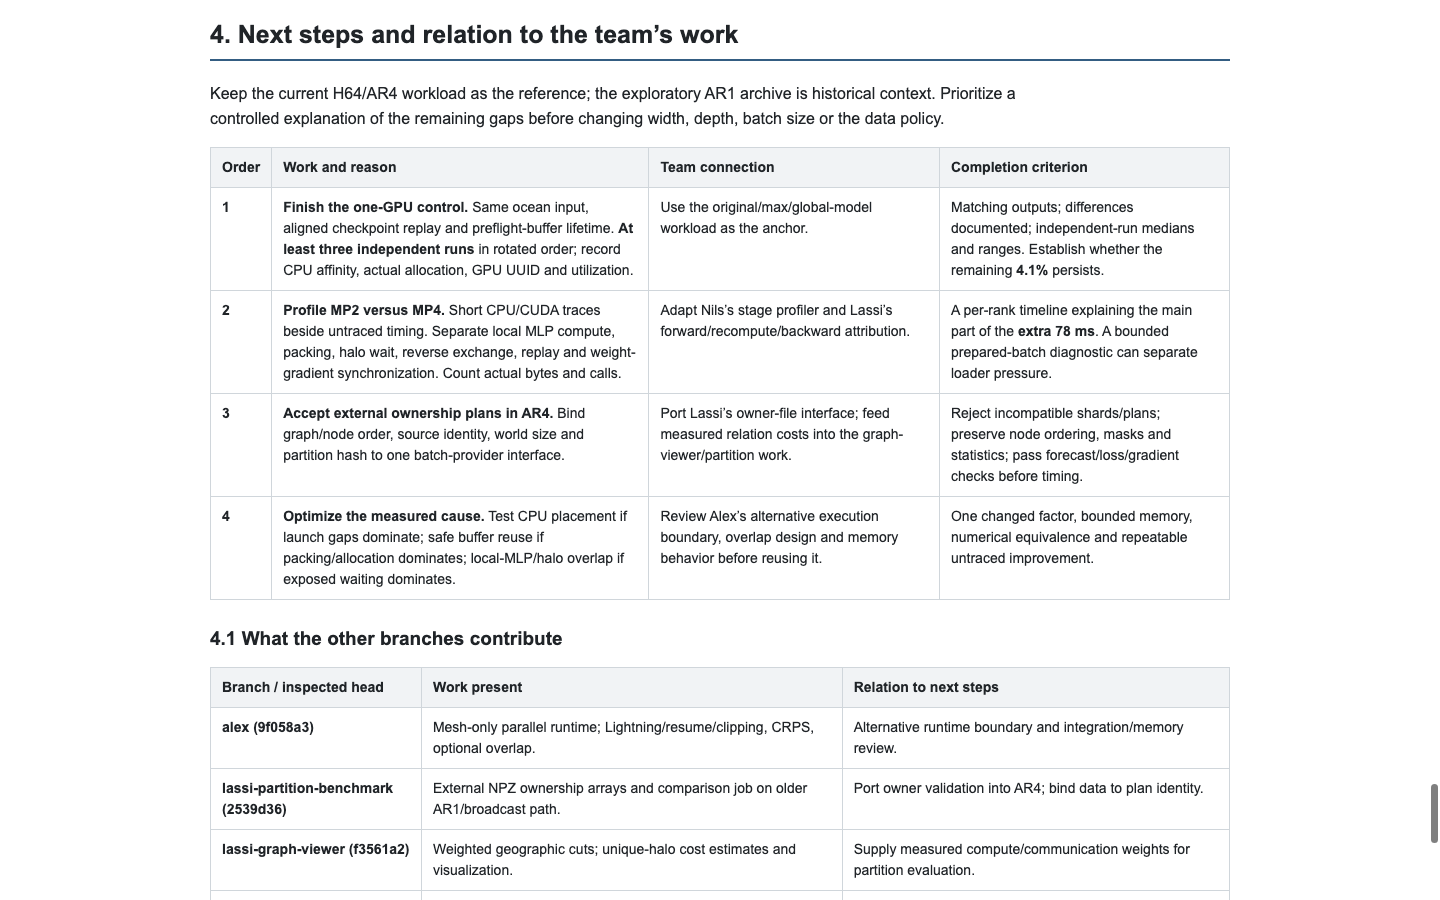 4. Next steps and relation to the team’s work
Keep the current H64/AR4 workload as the reference; the exploratory AR1 archive is historical context. Prioritize a
controlled explanation of the remaining gaps before changing width, depth, batch size or the data policy.
Order Work and reason Team connection Completion criterion
1
Finish the one-GPU control. Same ocean input,
aligned checkpoint replay and preflight-buffer lifetime. At
least three independent runs in rotated order; record
CPU affinity, actual allocation, GPU UUID and utilization.
Use the original/max/global-model
workload as the anchor.
Matching outputs; differences
documented; independent-run medians
and ranges. Establish whether the
remaining 4.1% persists.
2
Profile MP2 versus MP4. Short CPU/CUDA traces
beside untraced timing. Separate local MLP compute,
packing, halo wait, reverse exchange, replay and weight-
gradient synchronization. Count actual bytes and calls.
Adapt Nils’s stage profiler and Lassi’s
forward/recompute/backward attribution.
A per-rank timeline explaining the main
part of the extra 78 ms. A bounded
prepared-batch diagnostic can separate
loader pressure.
3
Accept external ownership plans in AR4. Bind
graph/node order, source identity, world size and
partition hash to one batch-provider interface.
Port Lassi’s owner-file interface; feed
measured relation costs into the graph-
viewer/partition work.
Reject incompatible shards/plans;
preserve node ordering, masks and
statistics; pass forecast/loss/gradient
checks before timing.
4
Optimize the measured cause. Test CPU placement if
launch gaps dominate; safe buffer reuse if
packing/allocation dominates; local-MLP/halo overlap if
exposed waiting dominates.
Review Alex’s alternative execution
boundary, overlap design and memory
behavior before reusing it.
One changed factor, bounded memory,
numerical equivalence and repeatable
untraced improvement.
4.1 What the other branches contribute
Branch / inspected head Work present Relation to next steps
alex (9f058a3)
Mesh-only parallel runtime; Lightning/resume/clipping, CRPS,
optional overlap.
Alternative runtime boundary and integration/memory
review.
lassi-partition-benchmark
(2539d36)
External NPZ ownership arrays and comparison job on older
AR1/broadcast path.
Port owner validation into AR4; bind data to plan identity.
lassi-graph-viewer (f3561a2)
Weighted geographic cuts; unique-halo cost estimates and
visualization.
Supply measured compute/communication weights for
partition evaluation.